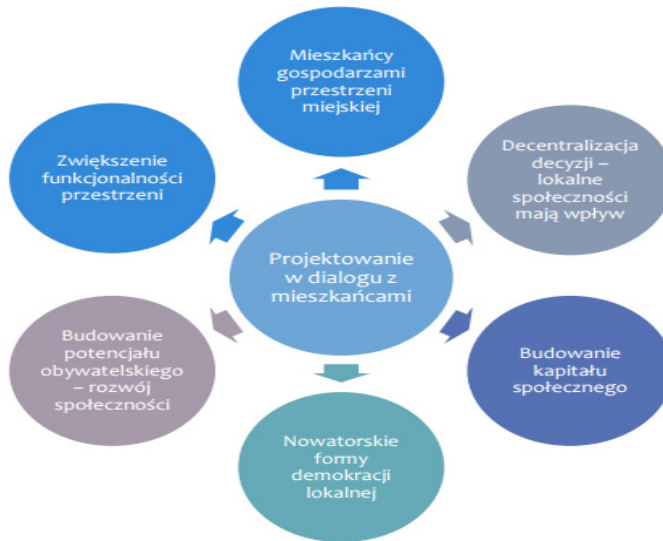 Mieszkańcy
gospodarzami
przestrzeni
miejskiej
Decentralizacja
decyzji –
lokalne
społeczności
mają wpływ
Budowanie
kapitału
społecznego
Nowatorskie
formy
demokracji
lokalnej
Budowanie
potencjału
obywatelskiego
– rozwój
społeczności
Zwiększenie
funkcjonalności
przestrzeni
Projektowanie
w dialogu z
mieszkańcami